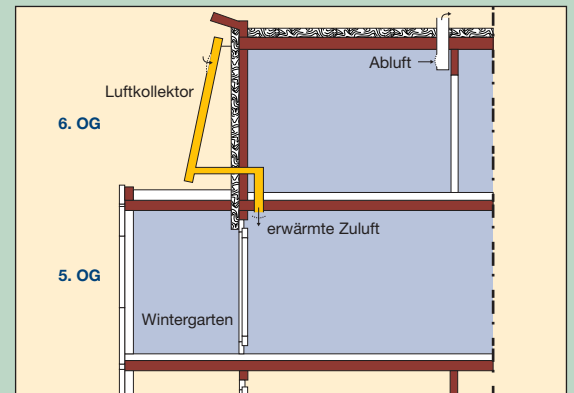 Abluft
Luftkollektor
6. OG
erwärmte Zuluft
5. OG
Wintergarten